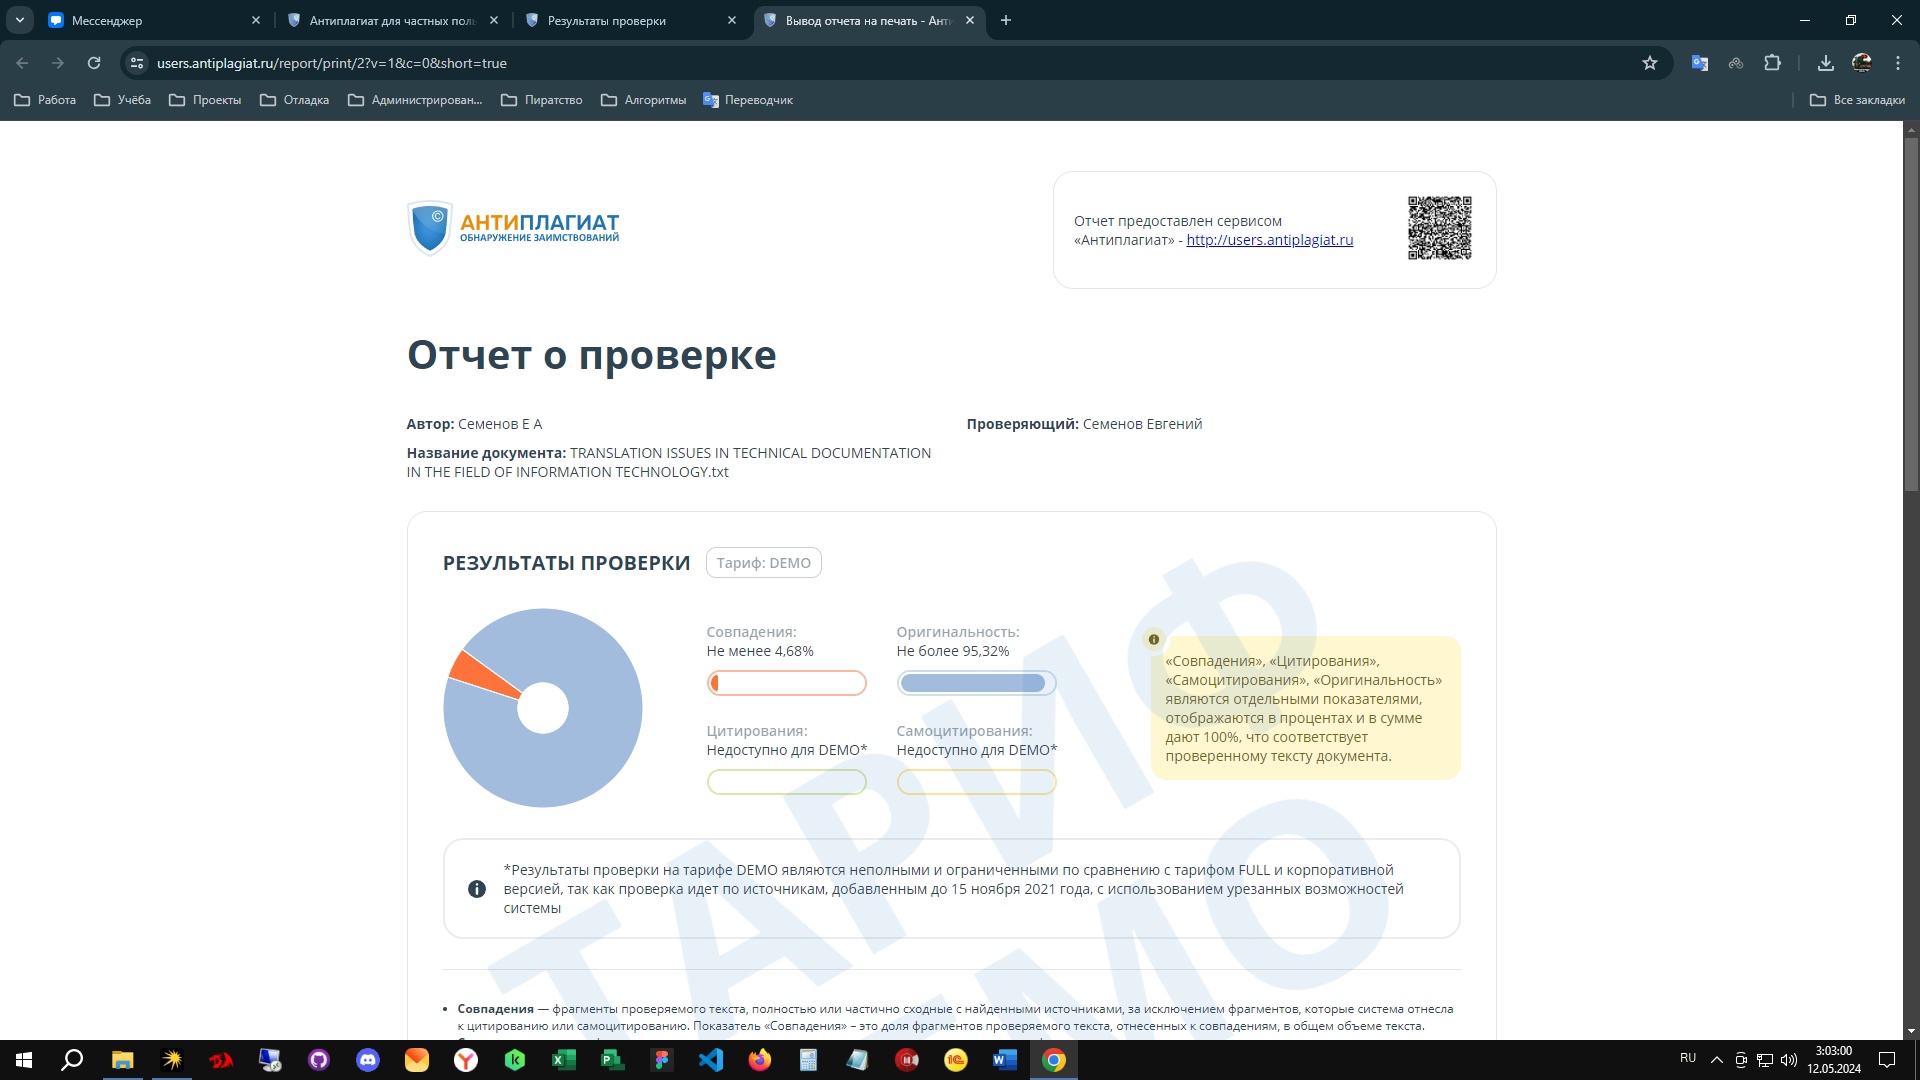 Мессенджер
Антиплагиат для частных поль
Результаты проверки
Вывод отчета на печать - Анти
users.antiplagiat.ru/report/print/2?v=1&c=0&short=true
Работа
Учёба
Проекты
Отладка
Администрирован...
Пиратство
Алгоритмы
Переводчик
Все закладки
АНТИПЛАГИАТ
ОБНАРУЖЕНИЕ ЗАИМСТВОВАНИЙ
Отчет предоставлен сервисом
«Антиплагиат» - http://users.antiplagiat.ru
Отчет о проверке
Автор: Семенов Е А
Проверяющий: Семенов Евгений
Название документа: TRANSLATION ISSUES IN TECHNICAL DOCUMENTATION
IN THE FIELD OF INFORMATION TECHNOLOGY.txt
РЕЗУЛЬТАТЫ ПРОВЕРКИ
Тариф: DEMO
Совпадения:
Не менее 4,68%
Оригинальность:
Не более 95,32%
Цитирования:
Недоступно для DEMO*
Самоцитирования:
Недоступно для DEMO*
«Совпадения», «Цитирования»,
«Самоцитирования», «Оригинальность»
являются отдельными показателями,
отображаются в процентах и в сумме
дают 100%, что соответствует
проверенному тексту документа.
ТАРИФ
*Результаты проверки на тарифе DEMO являются неполными и ограниченными по сравнению с тарифом FULL и корпоративной
версией, так как проверка идет по источникам, добавленным до 15 ноября 2021 года, с использованием урезанных возможностей
системы
• Совпадения — фрагменты проверяемого текста, полностью или частично сходные с найденными источниками, за исключением фрагментов, которые система отнесла
к цитированию или самоцитированию. Показатель «Совпадения» – это доля фрагментов проверяемого текста, отнесенных к совпадениям, в общем объеме текста.
RU
3:03:00
12.05.2024